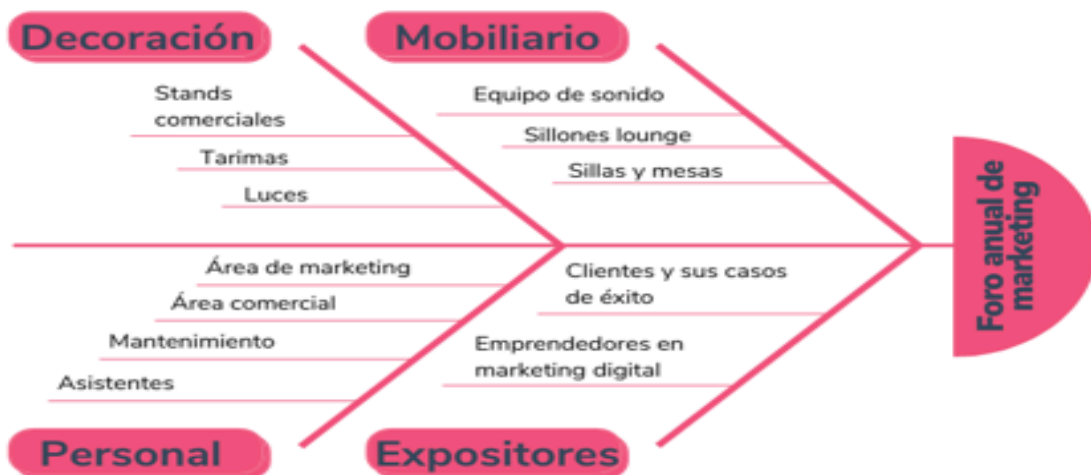 Decoración
Stands
comerciales
Tarimas
Luces
Mobiliario
Equipo de sonido
Sillones lounge
Sillas y mesas
Área de marketing
Área comercial
Mantenimiento
Asistentes
Personal
Clientes y sus casos
de éxito
Emprendedores en
marketing digital
Expositores
Foro anual de
marketing